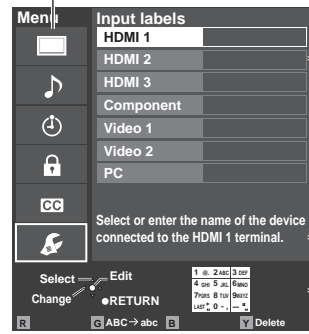 Menu
Input labels
HDMI 1
HDMI 2
HDMI 3
Component
Video 1
Video 2
PC
CC
Select or enter the name of the device
connected to the HDMI 1 terminal.
Select
Edit
Change
RETURN
1 @. 2 ABC 3 DEF
4 GHI 5 JKL 6 MNO
7 PQRS 8 TUV 9 WXYZ
LAST 0 - ,
R
G ABC → abc
B
Y Delete